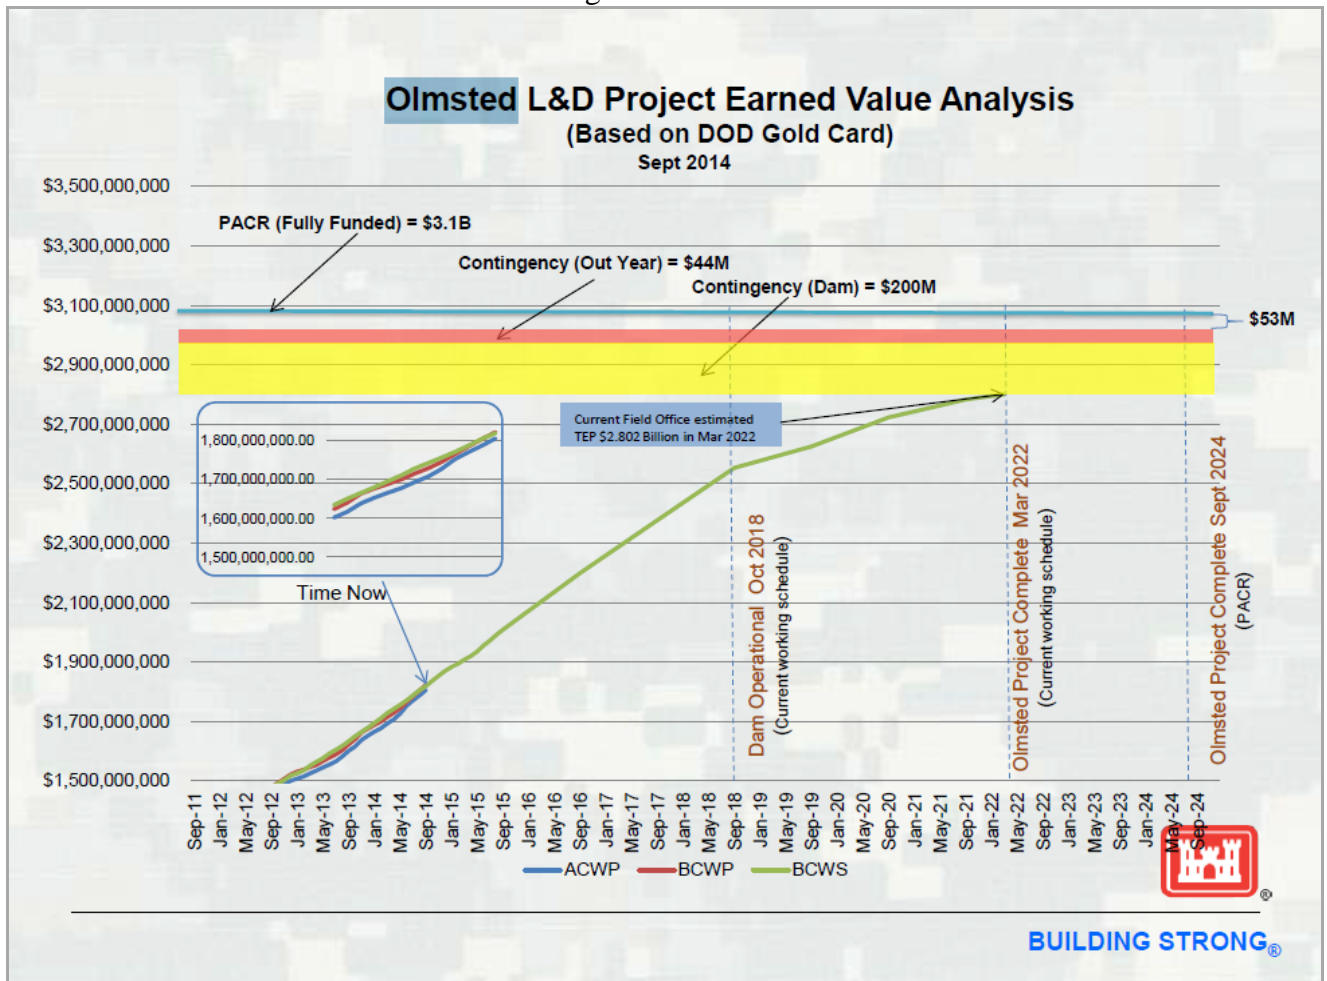 Olmsted L&D Project Earned Value Analysis
(Based on DOD Gold Card)
Sept 2014
$3,500,000,000
$3,300,000,000
$3,100,000,000
$2,900,000,000
$2,700,000,000
$2,500,000,000
$2,300,000,000
$2,100,000,000
$1,900,000,000
$1,700,000,000
$1,500,000,000
PACR (Fully Funded) = $3.1B
Contingency (Out Year) = $44M
Contingency (Dam) = $200M
$53M
Current Field Office estimated
TEP $2.802 Billion in Mar 2022
1,800,000,000.00
1,700,000,000.00
1,600,000,000.00
1,500,000,000.00
Time Now
Dam Operational Oct 2018
(Current working schedule)
Olmsted Project Complete Mar 2022
(Current working schedule)
Olmsted Project Complete Sept 2024
(PACR)
Sep-11
Jan-12
May-12
Sep-12
Jan-13
May-13
Sep-13
Jan-14
May-14
Sep-14
Jan-15
May-15
Sep-15
Jan-16
May-16
Sep-16
Jan-17
May-17
Sep-17
Jan-18
May-18
Sep-18
Jan-19
May-19
Sep-19
Jan-20
May-20
Sep-20
Jan-21
May-21
Sep-21
Jan-22
May-22
Sep-22
Jan-23
May-23
Sep-23
Jan-24
May-24
Sep-24
ACWP
BCWP
BCWS
®
BUILDING STRONG®